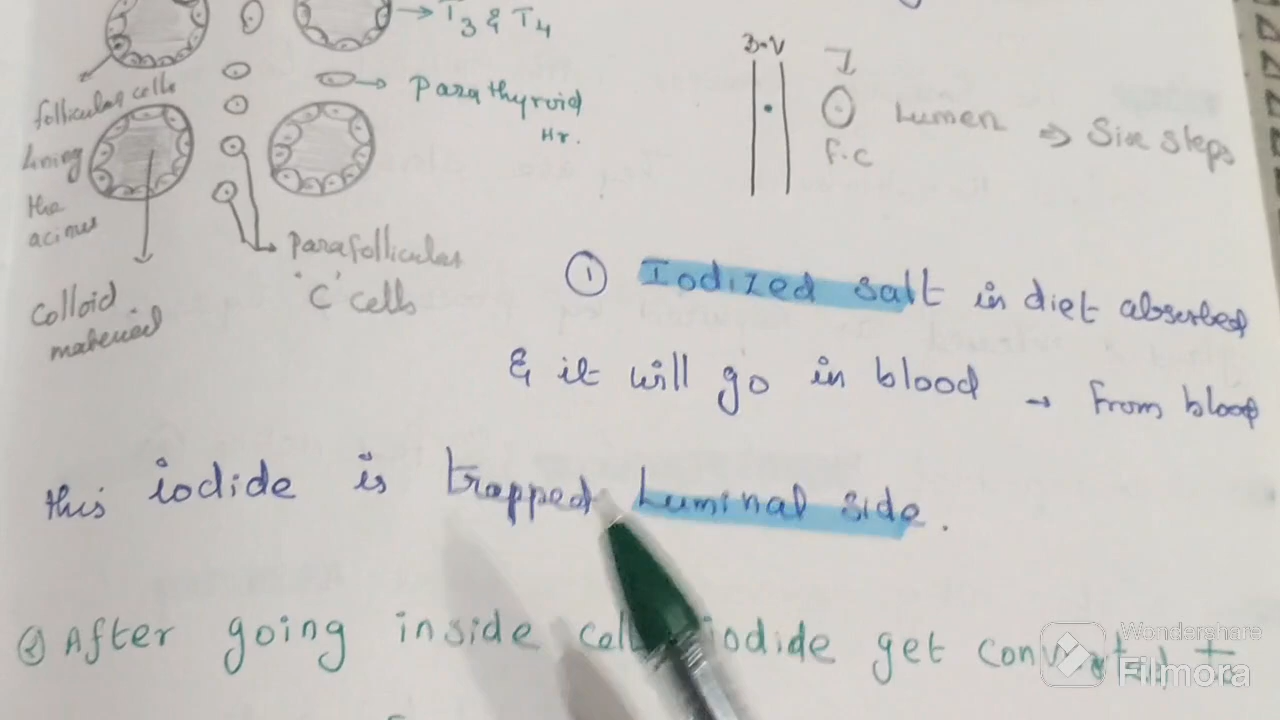 T3 & T4
Parathyroid
Hr.
follicular cells
lining
the
acinus
Colloid
material
Parafollicular
'C' cells
B.V
I
F.C
Lumen ⇒ Six steps
① Iodized salt in diet absorbed
& it will go in blood → From blood
this iodide is trapped Luminal side.
② After going inside cell iodide get converted to
Wondershare
Filmora